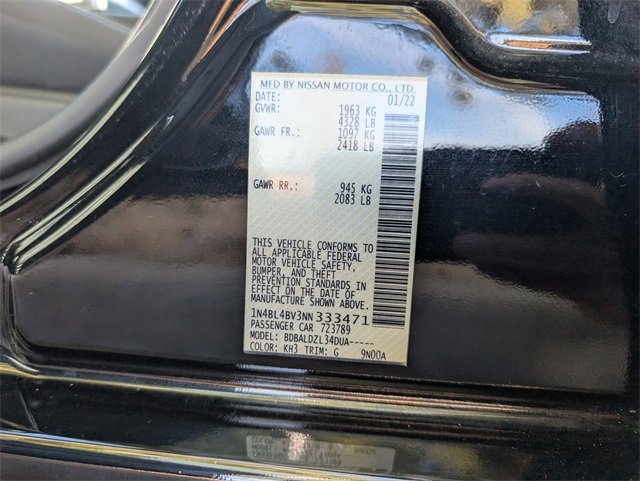 MFD BY NISSAN MOTOR CO., LTD.
DATE: 01/22
GVWR: 1963 KG
4328 LB
GAWR FR.: 1097 KG
2418 LB
GAWR RR.: 945 KG
2083 LB
THIS VEHICLE CONFORMS TO
ALL APPLICABLE FEDERAL
MOTOR VEHICLE SAFETY,
BUMPER, AND THEFT
PREVENTION STANDARDS IN
EFFECT ON THE DATE OF
MANUFACTURE SHOWN ABOVE.
1N4BL4BV3NN333471
PASSENGER CAR 723789
MODEL: BDBALDZL34DUA-----
COLOR: KH3 TRIM: G 9N00A